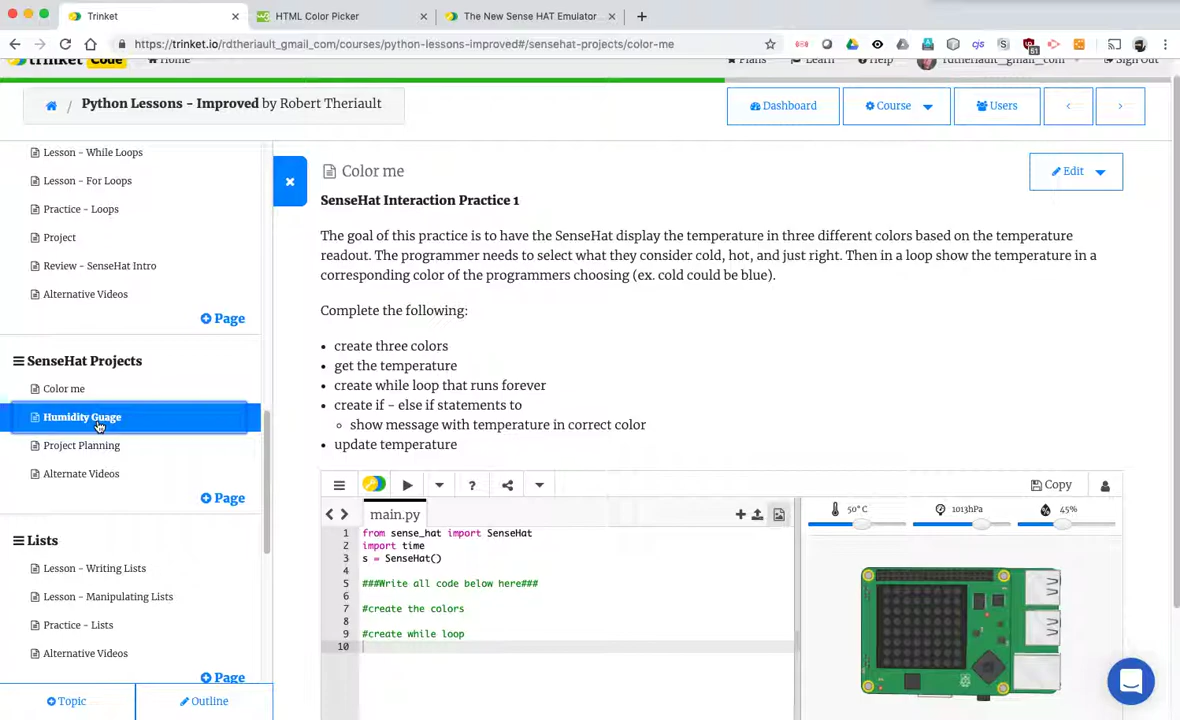 Trinket
HTML Color Picker
The New Sense HAT Emulator
https://trinket.io/rdtheriault_gmail_com/courses/python-lessons-improved#/sensehat-projects/color-me
61
trinket Code
Home
Plans
Learn
Help
rdtheriault_gmail_com
Sign Out
/ Python Lessons - Improved by Robert Theriault
Dashboard
Course
Users
Lesson - While Loops
Lesson - For Loops
Practice - Loops
Project
Review - SenseHat Intro
Alternative Videos
Page
SenseHat Projects
Color me
Humidity Guage
Project Planning
Alternate Videos
Page
Lists
Lesson - Writing Lists
Lesson - Manipulating Lists
Practice - Lists
Alternative Videos
Page
Topic
Outline
Color me
Edit
SenseHat Interaction Practice 1
The goal of this practice is to have the SenseHat display the temperature in three different colors based on the temperature
readout. The programmer needs to select what they consider cold, hot, and just right. Then in a loop show the temperature in a
corresponding color of the programmers choosing (ex. cold could be blue).
Complete the following:
• create three colors
• get the temperature
• create while loop that runs forever
• create if - else if statements to
◦ show message with temperature in correct color
• update temperature
?
Copy
main.py
50°C
1013hPa
45%
1 from sense_hat import SenseHat
2 import time
3 s = SenseHat()
4
5 ###Write all code below here###
6
7 #create the colors
8
9 #create while loop
10